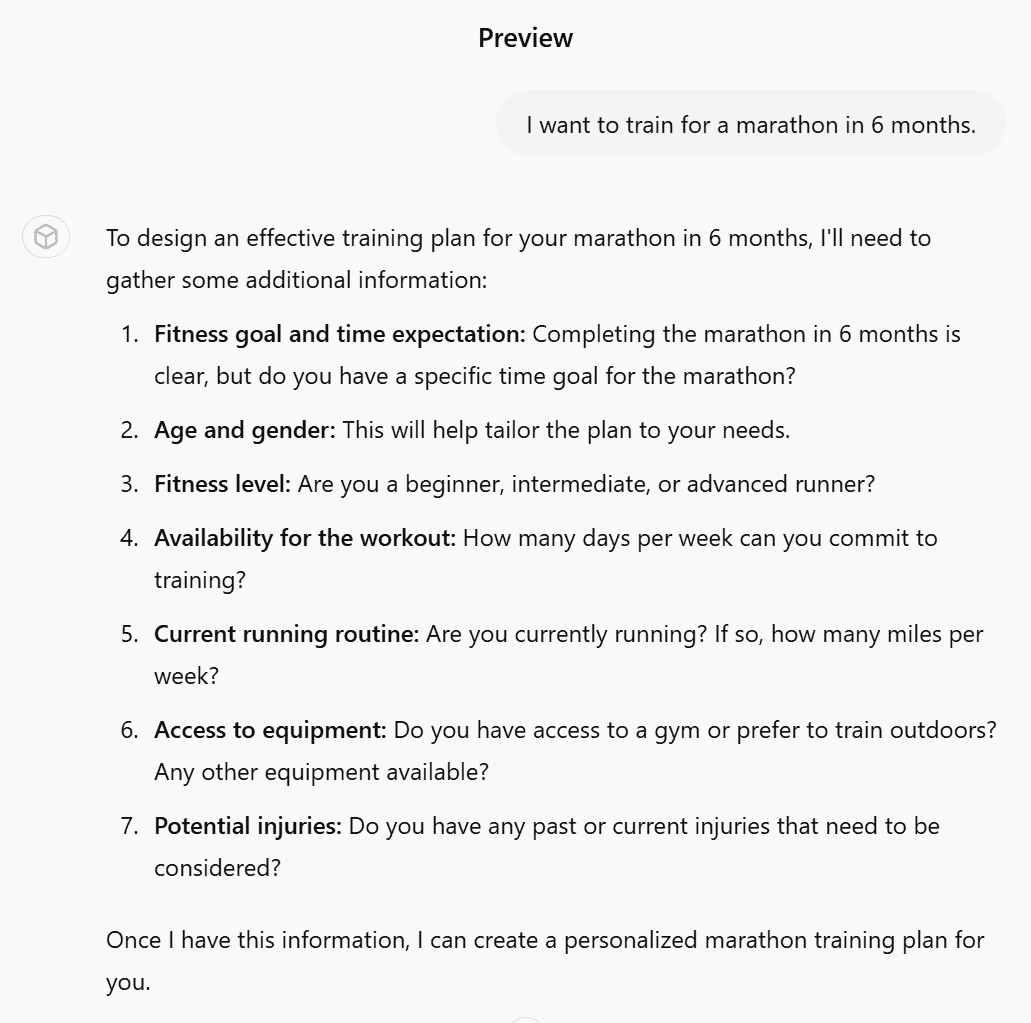 Preview
I want to train for a marathon in 6 months.
To design an effective training plan for your marathon in 6 months, I'll need to
gather some additional information:
1. Fitness goal and time expectation: Completing the marathon in 6 months is
clear, but do you have a specific time goal for the marathon?
2. Age and gender: This will help tailor the plan to your needs.
3. Fitness level: Are you a beginner, intermediate, or advanced runner?
4. Availability for the workout: How many days per week can you commit to
training?
5. Current running routine: Are you currently running? If so, how many miles per
week?
6. Access to equipment: Do you have access to a gym or prefer to train outdoors?
Any other equipment available?
7. Potential injuries: Do you have any past or current injuries that need to be
considered?
Once I have this information, I can create a personalized marathon training plan for
you.